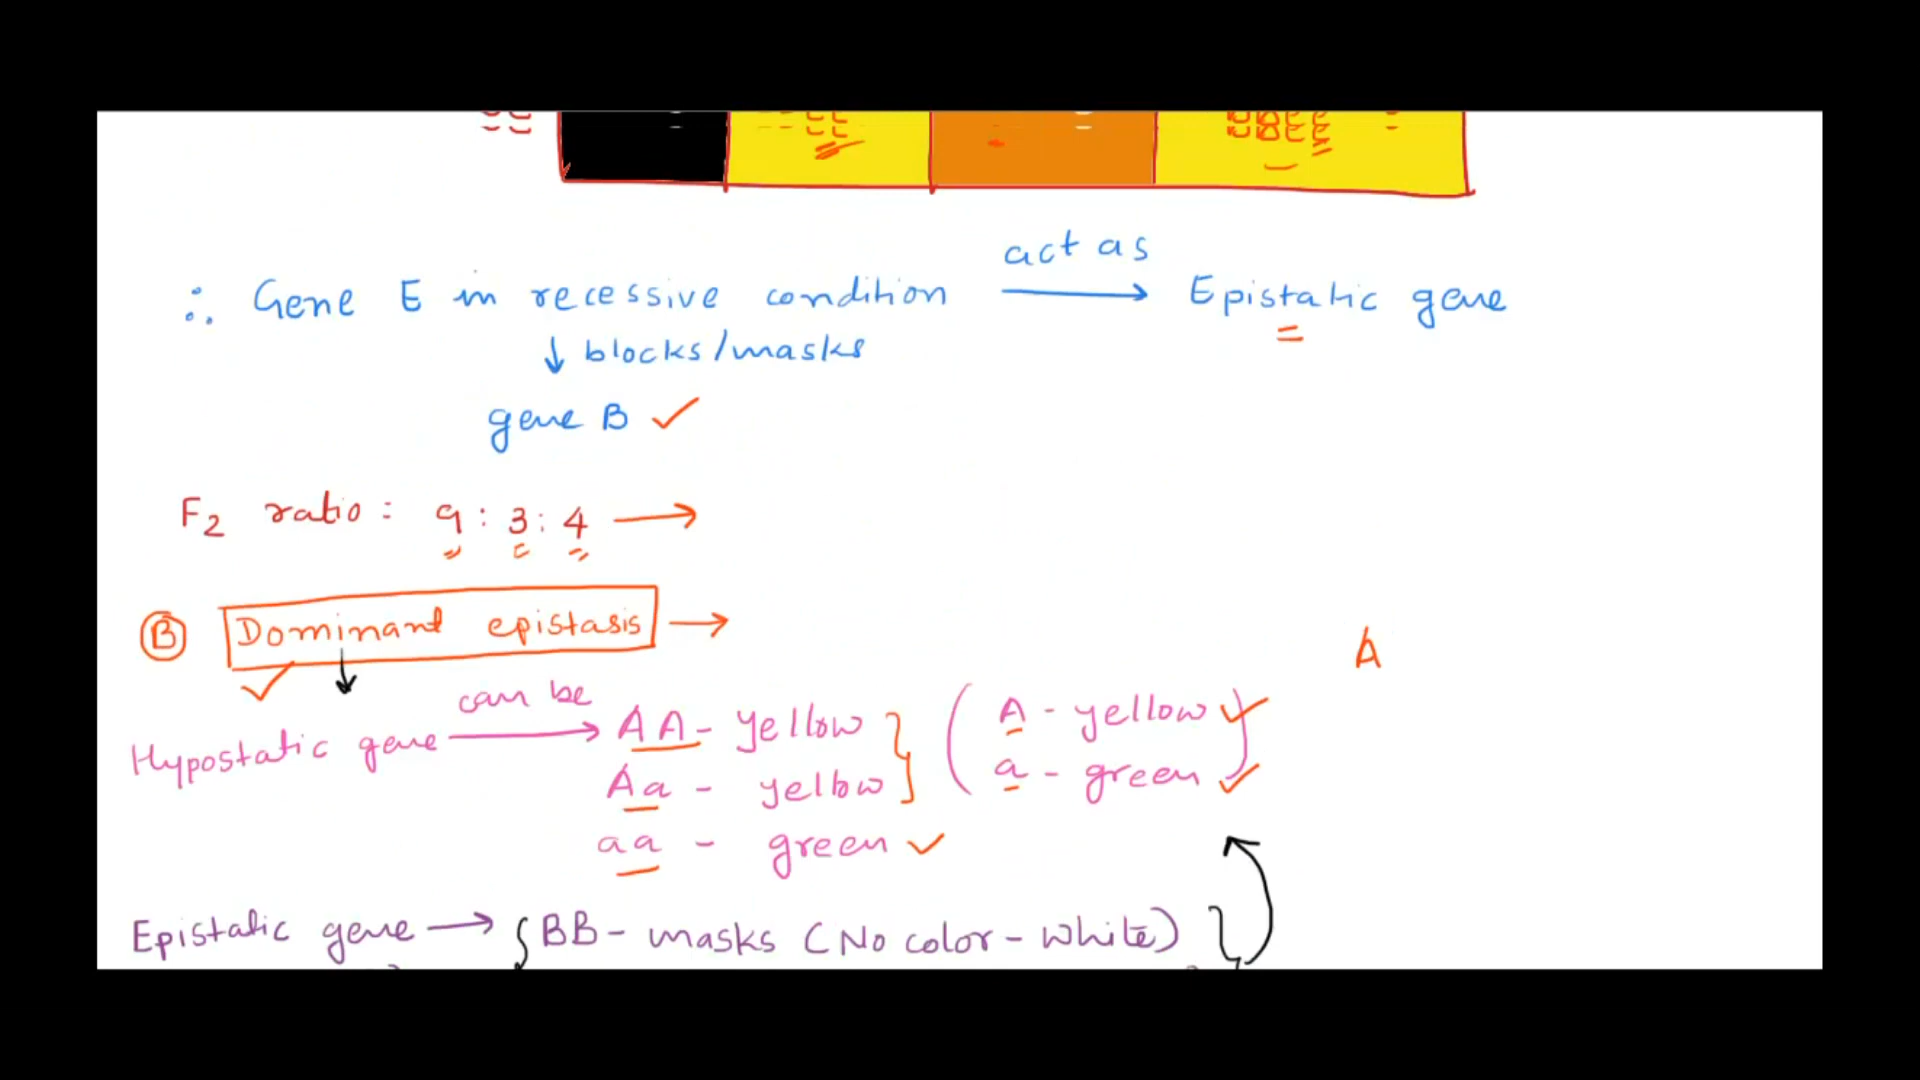 ∴ Gene E in recessive condition act as → Epistatic gene
↓ blocks/masks
gene B ✓
F2 ratio : 9 : 3 : 4 →
B Dominant epistasis →
A
Hypostatic gene can be → AA - yellow (A - yellow ✓
Aa - yellow a - green) ✓
aa - green ✓
Epistatic gene → BB - masks (No color - white)